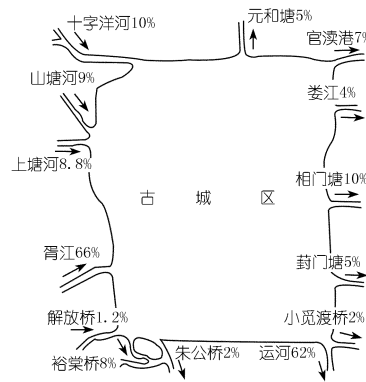 十字洋河10%
元和塘5%
官渎港7%
山塘河9%
娄江4%
上塘河8.8%
相门塘10%
古城区
胥江66%
葑门塘5%
解放桥1.2%
小觅渡桥2%
裕棠桥8%
朱公桥2%
运河62%